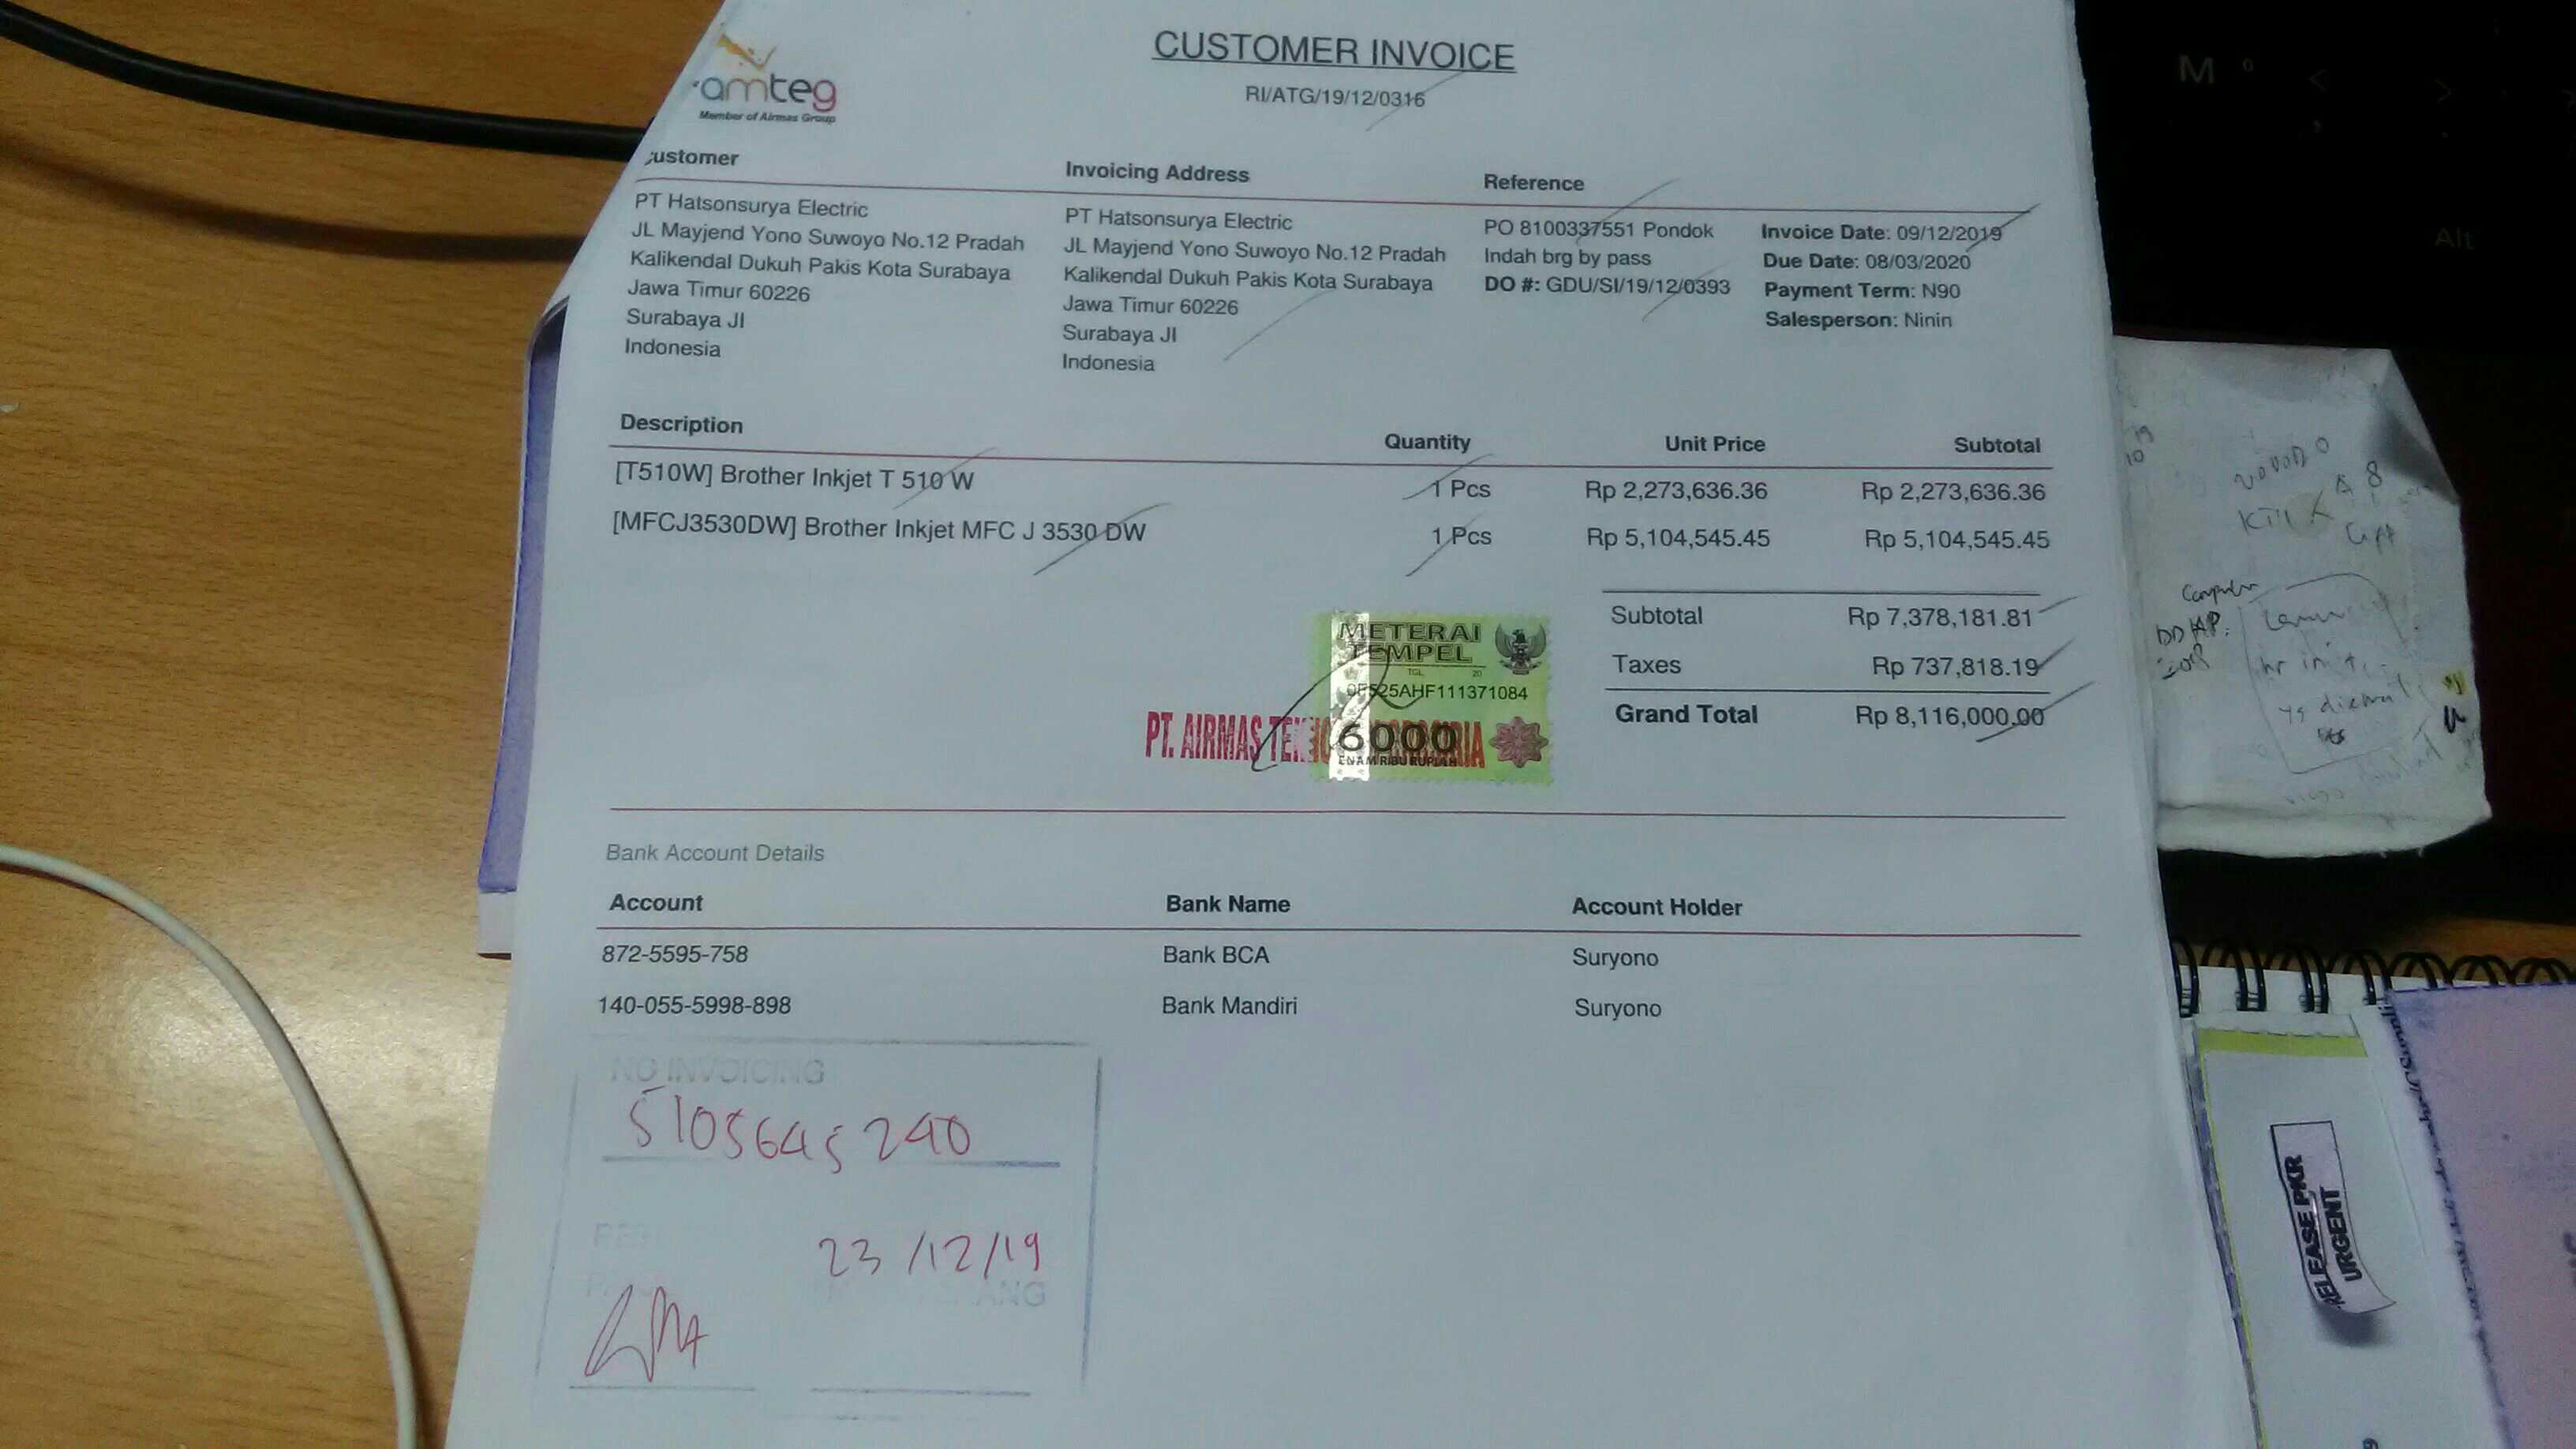 amteg
Member of Airmas Group
CUSTOMER INVOICE
RI/ATG/19/12/0316
ustomer
PT Hatsonsurya Electric
JL Mayjend Yono Suwoyo No.12 Pradah
Kalikendal Dukuh Pakis Kota Surabaya
Jawa Timur 60226
Surabaya JI
Indonesia
Invoicing Address
PT Hatsonsurya Electric
JL Mayjend Yono Suwoyo No.12 Pradah
Kalikendal Dukuh Pakis Kota Surabaya
Jawa Timur 60226
Surabaya JI
Indonesia
Reference
PO 8100337551 Pondok
Indah brg by pass
DO #: GDU/SI/19/12/0393
Invoice Date: 09/12/2019
Due Date: 08/03/2020
Payment Term: N90
Salesperson: Ninin
Description Quantity Unit Price Subtotal
[T510W] Brother Inkjet T 510 W 1 Pcs Rp 2,273,636.36 Rp 2,273,636.36
[MFCJ3530DW] Brother Inkjet MFC J 3530 DW 1 Pcs Rp 5,104,545.45 Rp 5,104,545.45
Subtotal Rp 7,378,181.81
Taxes Rp 737,818.19
Grand Total Rp 8,116,000.00
METERAI
TEMPEL
TGL 20
525AHF111371084
6000
ENAM RIBU RUPIAH
PT. AIRMAS
Bank Account Details
Account Bank Name Account Holder
872-5595-758 Bank BCA Suryono
140-055-5998-898 Bank Mandiri Suryono
NO INVOICING
5105645240
23/12/19
M
Alt
RELEASE PKR
URGENT